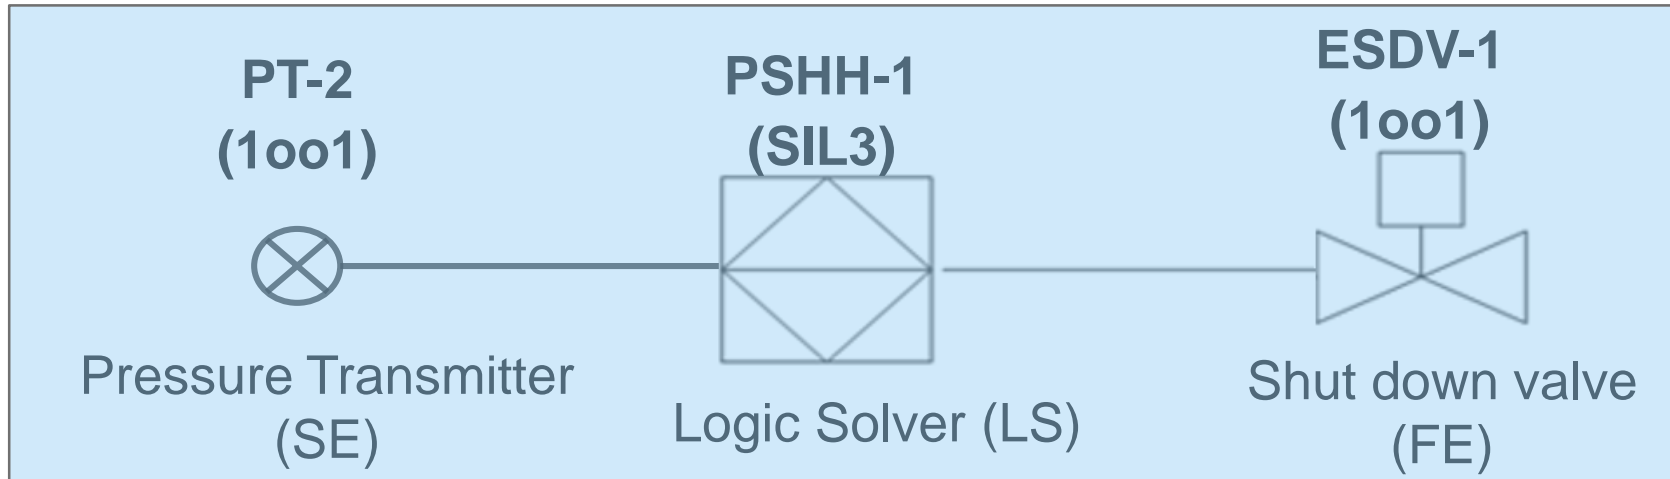 PT-2
(1oo1)
PSHH-1
(SIL3)
ESDV-1
(1oo1)
Pressure Transmitter
(SE)
Logic Solver (LS)
Shut down valve
(FE)